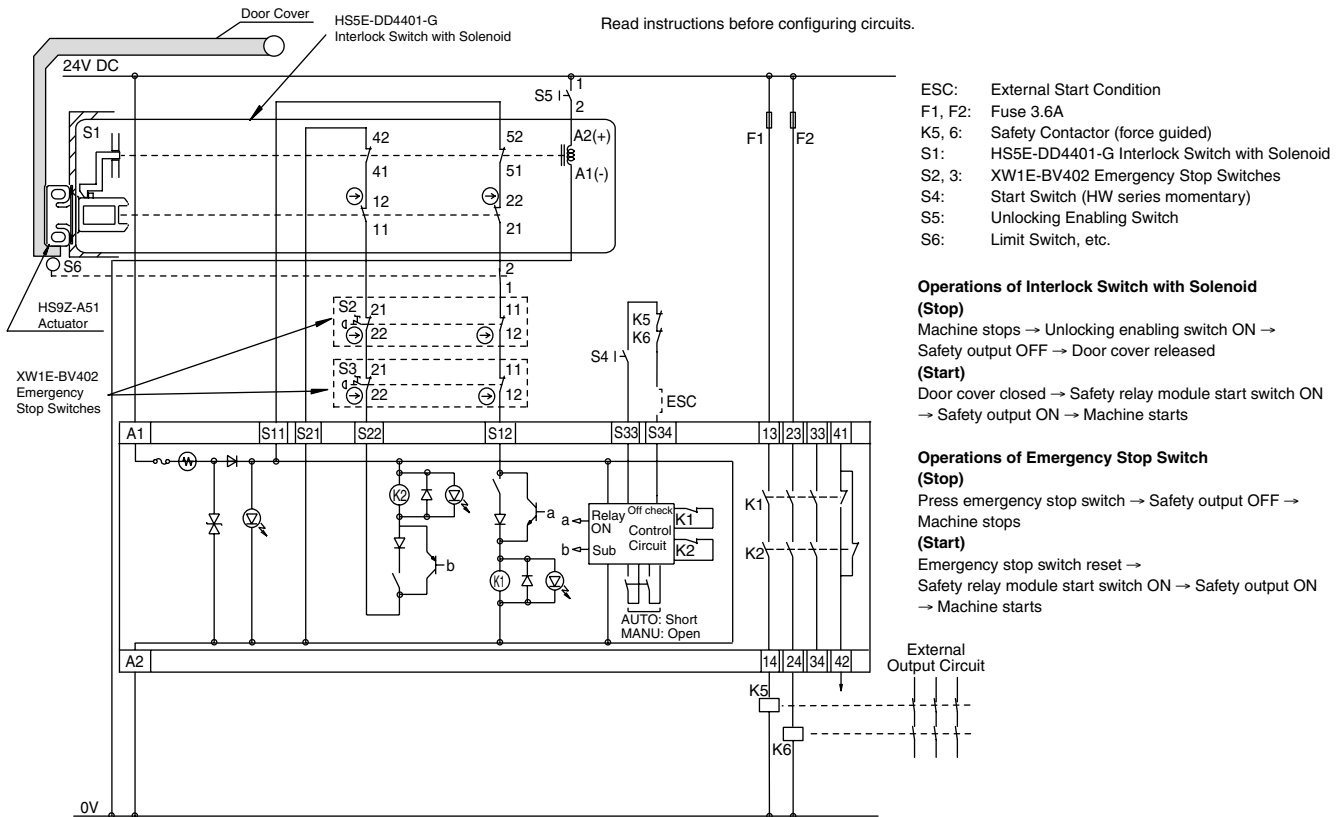 Door Cover
HS5E-DD4401-G
Interlock Switch with Solenoid
Read instructions before configuring circuits.
24V DC
S1
42
41
12
11
52
51
22
21
S5
1
2
A2(+)
A1(-)
F1
F2
S6
2
1
HS9Z-A51
Actuator
XW1E-BV402
Emergency
Stop Switches
S2
21
22
11
12
S3
21
22
11
12
K5
K6
S4
ESC
A1
S11
S21
S22
S12
S33
S34
13
23
33
41
K2
b
a
K1
a
b
Relay
ON
Sub
Off check
Control
Circuit
K1
K2
AUTO: Short
MANU: Open
K1
K2
A2
14
24
34
42
K5
K6
External
Output Circuit
0V
ESC: External Start Condition
F1, F2: Fuse 3.6A
K5, 6: Safety Contactor (force guided)
S1: HS5E-DD4401-G Interlock Switch with Solenoid
S2, 3: XW1E-BV402 Emergency Stop Switches
S4: Start Switch (HW series momentary)
S5: Unlocking Enabling Switch
S6: Limit Switch, etc.
Operations of Interlock Switch with Solenoid
(Stop)
Machine stops → Unlocking enabling switch ON →
Safety output OFF → Door cover released
(Start)
Door cover closed → Safety relay module start switch ON
→ Safety output ON → Machine starts
Operations of Emergency Stop Switch
(Stop)
Press emergency stop switch → Safety output OFF →
Machine stops
(Start)
Emergency stop switch reset →
Safety relay module start switch ON → Safety output ON
→ Machine starts